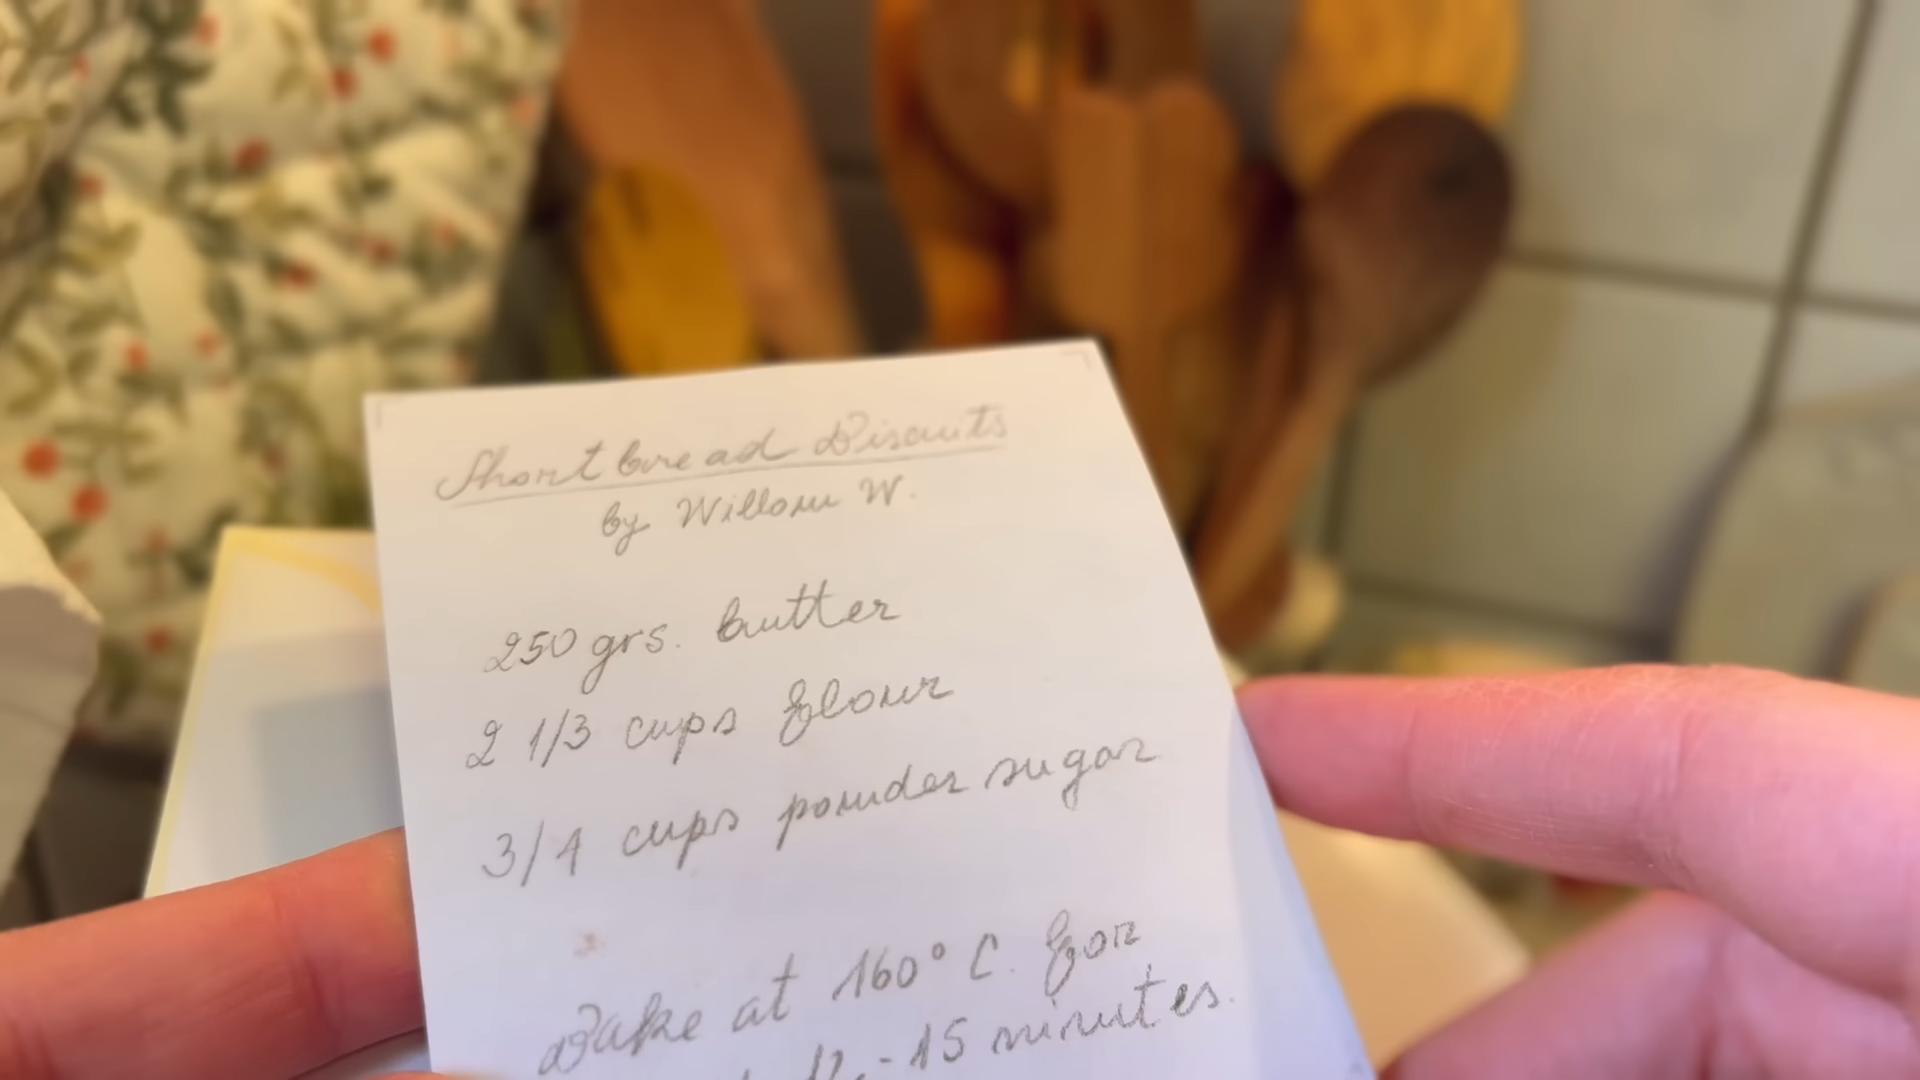 Shortbread Biscuits
by Willow W.
250 grs. butter
2 1/3 cups flour
3/4 cups powder sugar
Bake at 160° C. for
12-15 minutes.